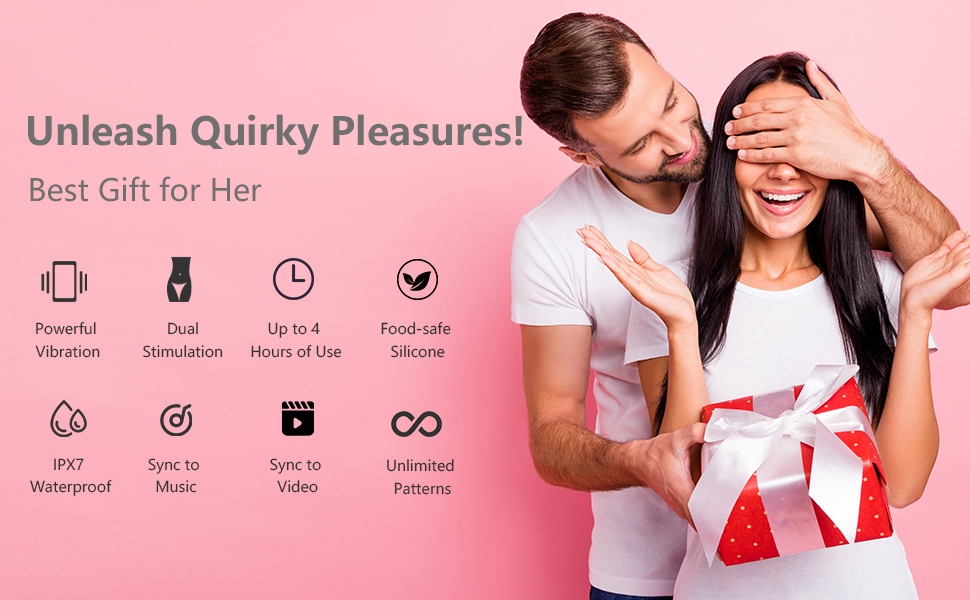 Unleash Quirky Pleasures!
Best Gift for Her
Powerful
Vibration
Dual
Stimulation
Up to 4
Hours of Use
Food-safe
Silicone
IPX7
Waterproof
Sync to
Music
Sync to
Video
Unlimited
Patterns